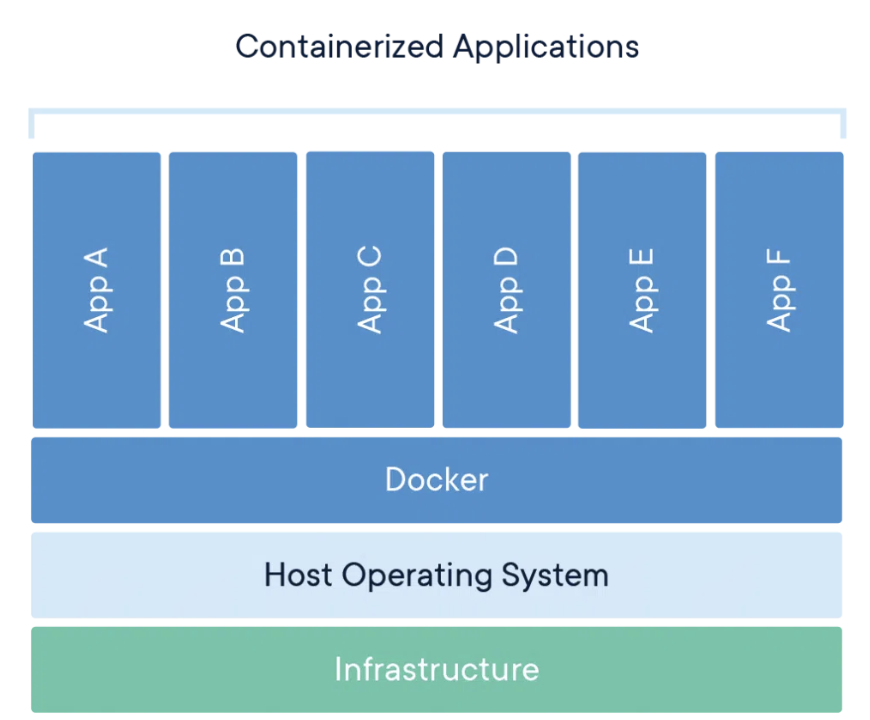 Containerized Applications
App A
App B
App C
App D
App E
App F
Docker
Host Operating System
Infrastructure